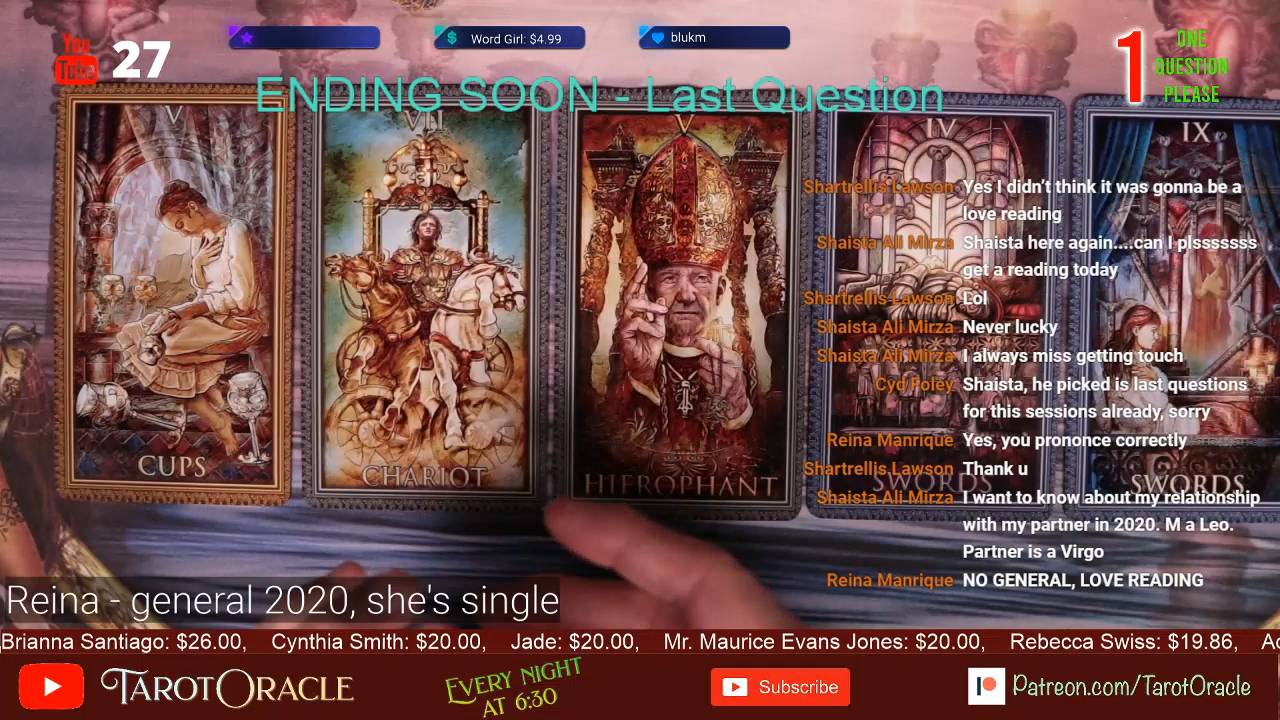 You
Tube
27
Word Girl: $4.99
blukm
1
ONE
QUESTION
PLEASE
ENDING SOON - Last Question
V
VII
V
IV
IX
Shartrellis Lawson Yes I didn't think it was gonna be a
love reading
Shaista Ali Mirza Shaista here again....can I plsssssss
get a reading today
Shartrellis Lawson Lol
Shaista Ali Mirza Never lucky
Shaista Ali Mirza I always miss getting touch
Cyd Foley Shaista, he picked is last questions
for this sessions already, sorry
Reina Manrique Yes, you prononce correctly
Shartrellis Lawson Thank u
Shaista Ali Mirza I want to know about my relationship
with my partner in 2020. M a Leo.
Partner is a Virgo
Reina Manrique NO GENERAL, LOVE READING
CUPS
CHARIOT
HIEROPHANT
SWORDS
SWORDS
Reina - general 2020, she's single
Brianna Santiago: $26.00, Cynthia Smith: $20.00, Jade: $20.00, Mr. Maurice Evans Jones: $20.00, Rebecca Swiss: $19.86,
TAROTORACLE
EVERY NIGHT
AT 6:30
Subscribe
Patreon.com/TarotOracle